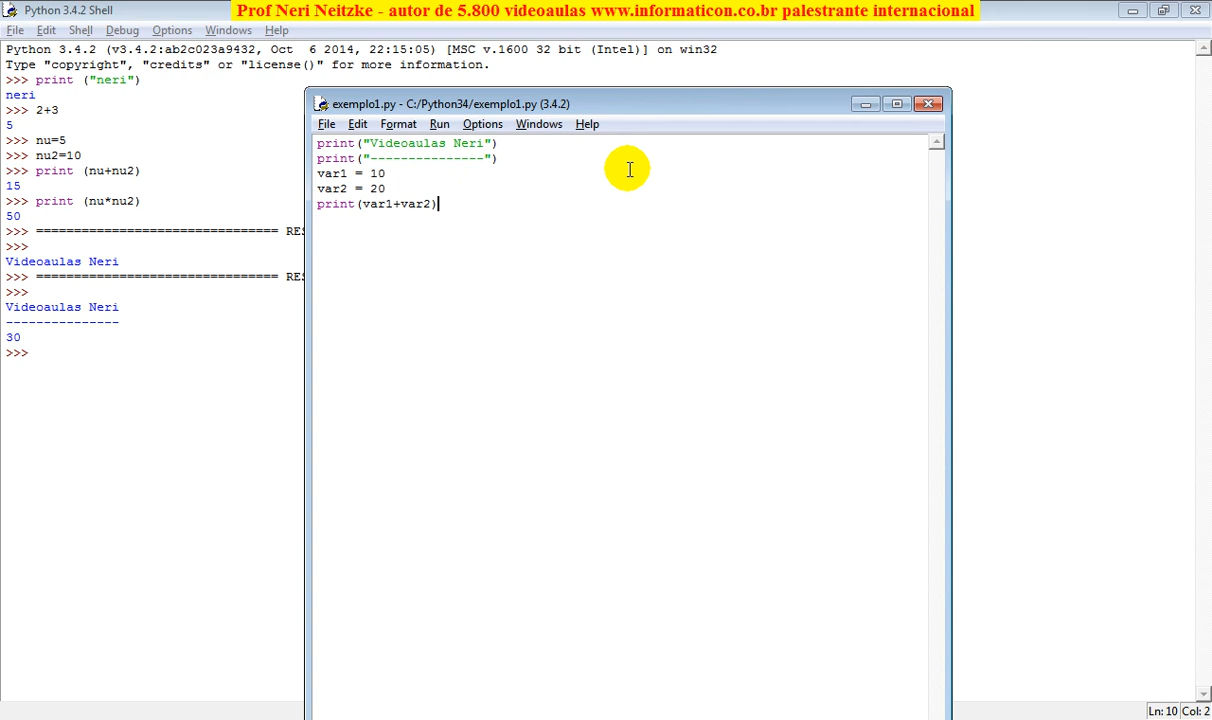 Python 3.4.2 Shell
Prof Neri Neitzke - autor de 5.800 videoaulas www.informaticon.co.br palestrante internacional
File Edit Shell Debug Options Windows Help
Python 3.4.2 (v3.4.2:ab2c023a9432, Oct  6 2014, 22:15:05) [MSC v.1600 32 bit (Intel)] on win32
Type "copyright", "credits" or "license()" for more information.
>>> print ("neri")
neri
>>> 2+3
5
>>> nu=5
>>> nu2=10
>>> print (nu+nu2)
15
>>> print (nu*nu2)
50
>>> ================================ RES
>>>
Videoaulas Neri
>>> ================================ RES
>>>
Videoaulas Neri
---------------
30
>>>
exemplo1.py - C:/Python34/exemplo1.py (3.4.2)
File Edit Format Run Options Windows Help
print("Videoaulas Neri")
print("---------------")
var1 = 10
var2 = 20
print(var1+var2)
Ln: 10 Col: 2